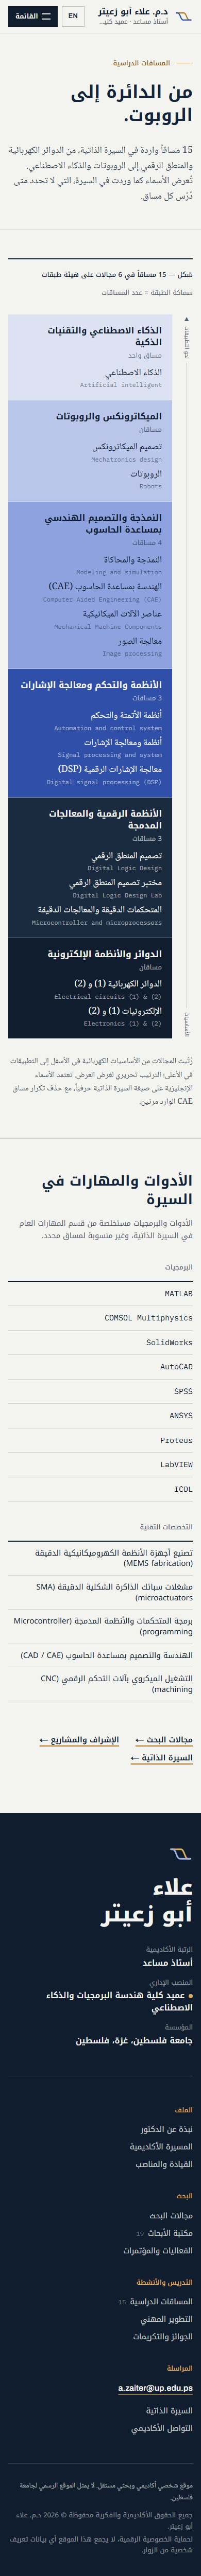 د.م. علاء أبو زعيتر
أستاذ مساعد · عميد كلية...
EN
القائمة
المساقات الدراسية
من الدائرة إلى
الروبوت.
15 مساقاً واردة في السيرة الذاتية، من الدوائر الكهربائية
والمنطق الرقمي إلى الروبوتات والذكاء الاصطناعي.
تُعرض الأسماء كما وردت في السيرة، التي لا تحدد متى
دُرّس كل مساق.
شكل — 15 مساقاً في 6 مجالات على هيئة طبقات
سماكة الطبقة = عدد المساقات
نحو التطبيقات ▲
الذكاء الاصطناعي والتقنيات
الذكية
مساق واحد
الذكاء الاصطناعي
Artificial intelligent
الميكاترونكس والروبوتات
مساقان
تصميم الميكاترونكس
Mechatronics design
الروبوتات
Robots
النمذجة والتصميم الهندسي
بمساعدة الحاسوب
4 مساقات
النمذجة والمحاكاة
Modeling and simulation
الهندسة بمساعدة الحاسوب (CAE)
Computer Aided Engineering (CAE)
عناصر الآلات الميكانيكية
Mechanical Machine Components
معالجة الصور
Image processing
الأنظمة والتحكم ومعالجة الإشارات
3 مساقات
أنظمة الأتمتة والتحكم
Automation and control system
أنظمة ومعالجة الإشارات
Signal processing and system
معالجة الإشارات الرقمية (DSP)
Digital signal processing (DSP)
الأنظمة الرقمية والمعالجات
المدمجة
3 مساقات
تصميم المنطق الرقمي
Digital Logic Design
مختبر تصميم المنطق الرقمي
Digital Logic Design Lab
المتحكمات الدقيقة والمعالجات الدقيقة
Microcontroller and microprocessors
الدوائر والأنظمة الإلكترونية
مساقان
الدوائر الكهربائية (1) و (2)
Electrical circuits (1) & (2)
الإلكترونيات (1) و (2)
Electronics (1) & (2)
الأساسيات
رُتّبت المجالات من الأساسيات الكهربائية في الأسفل إلى التطبيقات
في الأعلى؛ الترتيب تحريري لغرض العرض. تعتمد الأسماء
الإنجليزية على صيغة السيرة الذاتية حرفياً، مع حذف تكرار مساق
CAE الوارد مرتين.
الأدوات والمهارات في
السيرة
الأدوات والبرمجيات مستخلصة من قسم المهارات العام
في السيرة الذاتية، وغير منسوبة لمساق محدد.
البرمجيات
MATLAB
COMSOL Multiphysics
SolidWorks
AutoCAD
SPSS
ANSYS
Proteus
LabVIEW
ICDL
التخصصات التقنية
تصنيع أجهزة الأنظمة الكهروميكانيكية الدقيقة
(MEMS fabrication)
مشغلات سبائك الذاكرة الشكلية الدقيقة (SMA
microactuators)
برمجة المتحكمات والأنظمة المدمجة (Microcontroller
programming)
الهندسة والتصميم بمساعدة الحاسوب (CAD / CAE)
التشغيل الميكروي بآلات التحكم الرقمي (CNC
machining)
مجالات البحث ←
الإشراف والمشاريع ←
السيرة الذاتية ←
علاء
أبو زعيتر
الرتبة الأكاديمية
أستاذ مساعد
المنصب الإداري
عميد كلية هندسة البرمجيات والذكاء
الاصطناعي
المؤسسة
جامعة فلسطين، غزة، فلسطين
الملف
نبذة عن الدكتور
المسيرة الأكاديمية
القيادة والمناصب
البحث
مجالات البحث
مكتبة الأبحاث 19
الفعاليات والمؤتمرات
التدريس والأنشطة
المساقات الدراسية 15
التطوير المهني
الجوائز والتكريمات
المراسلة
a.zaiter@up.edu.ps
السيرة الذاتية
التواصل الأكاديمي
موقع شخصي أكاديمي وبحثي مستقل. لا يمثل الموقع الرسمي لجامعة
فلسطين.
جميع الحقوق الأكاديمية والفكرية محفوظة © 2026 د.م. علاء
أبو زعيتر.
لحماية الخصوصية الرقمية، لا يجمع هذا الموقع أي بيانات تعريف
شخصية من الزوار.